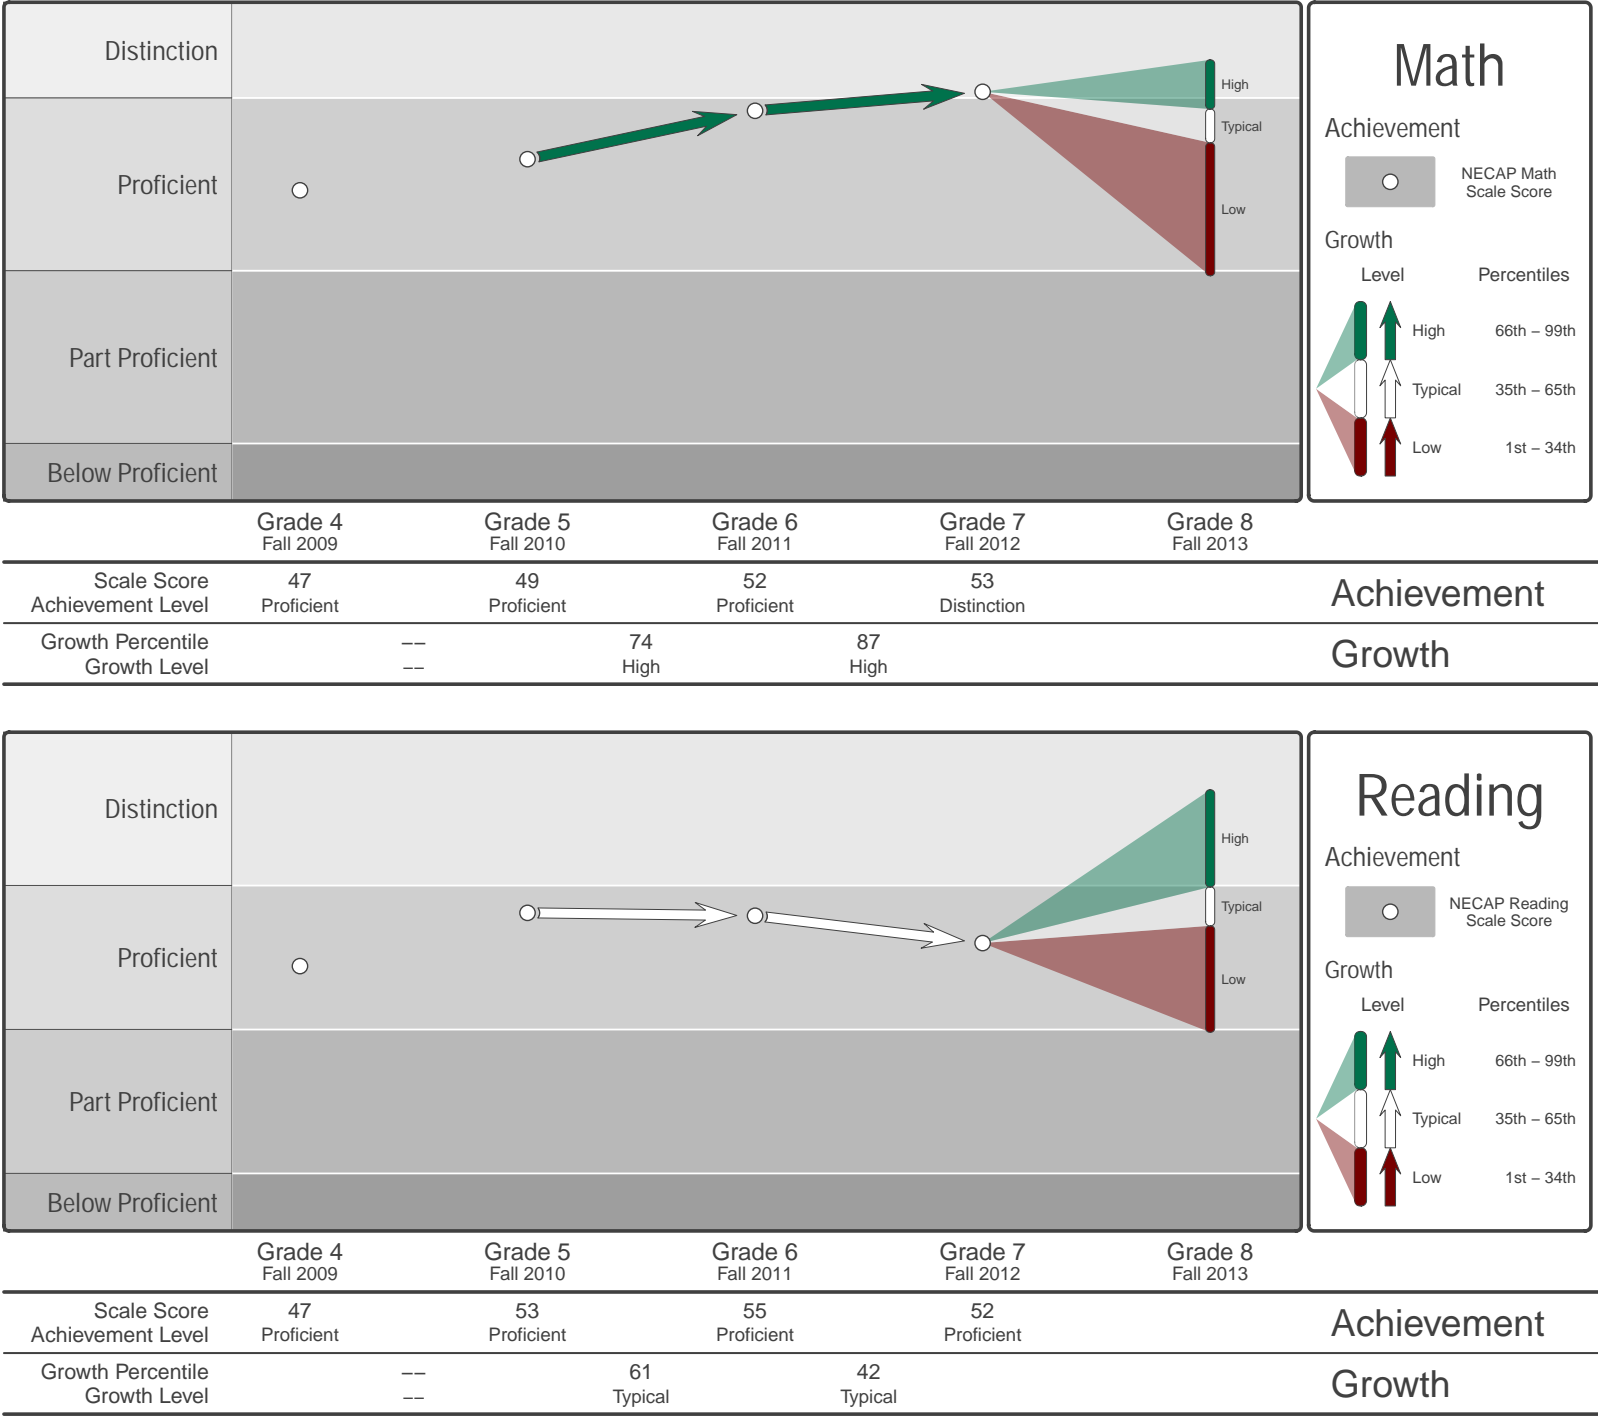 Distinction
Proficient
Part Proficient
Below Proficient
High
Typical
Low
Math
Achievement
NECAP Math
Scale Score
Growth
Level Percentiles
High 66th – 99th
Typical 35th – 65th
Low 1st – 34th
Grade 4 Grade 5 Grade 6 Grade 7 Grade 8
Fall 2009 Fall 2010 Fall 2011 Fall 2012 Fall 2013
Scale Score 47 49 52 53
Achievement Level Proficient Proficient Proficient Distinction
Achievement
Growth Percentile –– 74 87
Growth Level –– High High
Growth
Distinction
Proficient
Part Proficient
Below Proficient
High
Typical
Low
Reading
Achievement
NECAP Reading
Scale Score
Growth
Level Percentiles
High 66th – 99th
Typical 35th – 65th
Low 1st – 34th
Grade 4 Grade 5 Grade 6 Grade 7 Grade 8
Fall 2009 Fall 2010 Fall 2011 Fall 2012 Fall 2013
Scale Score 47 53 55 52
Achievement Level Proficient Proficient Proficient Proficient
Achievement
Growth Percentile –– 61 42
Growth Level –– Typical Typical
Growth